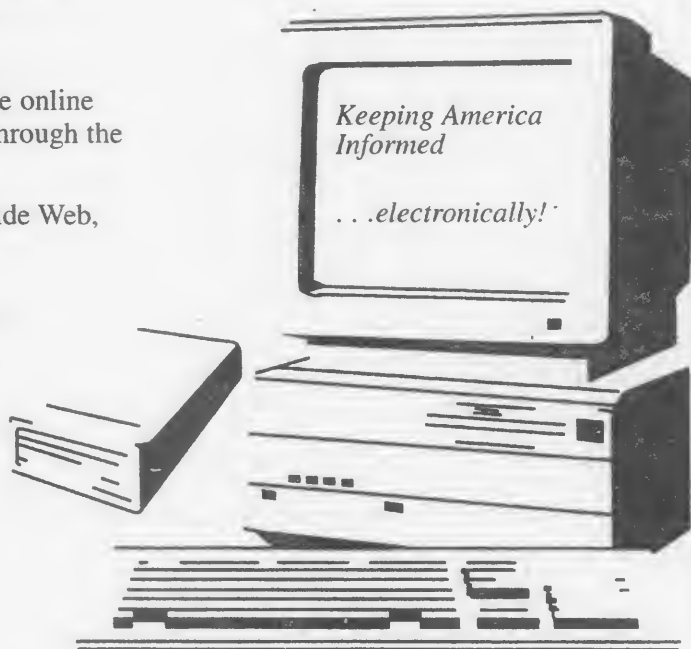 e online
hrough the
de Web,
Keeping America
Informed
. . .electronically!